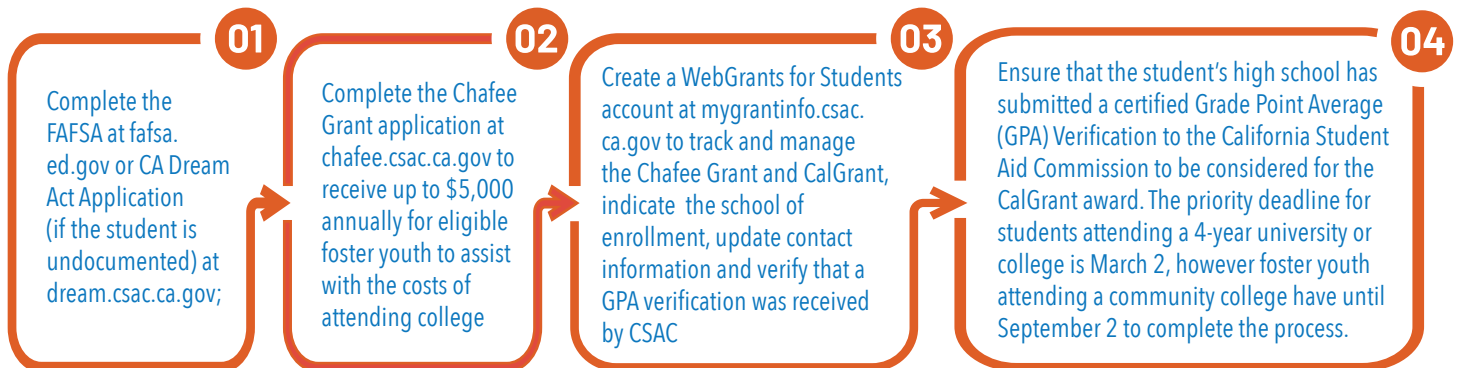 01
Complete the
FAFSA at fafsa.
ed.gov or CA Dream
Act Application
(if the student is
undocumented) at
dream.csac.ca.gov;
02
Complete the Chafee
Grant application at
chafee.csac.ca.gov to
receive up to $5,000
annually for eligible
foster youth to assist
with the costs of
attending college
03
Create a WebGrants for Students
account at mygrantinfo.csac.
ca.gov to track and manage
the Chafee Grant and CalGrant,
indicate the school of
enrollment, update contact
information and verify that a
GPA verification was received
by CSAC
04
Ensure that the student's high school has
submitted a certified Grade Point Average
(GPA) Verification to the California Student
Aid Commission to be considered for the
CalGrant award. The priority deadline for
students attending a 4-year university or
college is March 2, however foster youth
attending a community college have until
September 2 to complete the process.